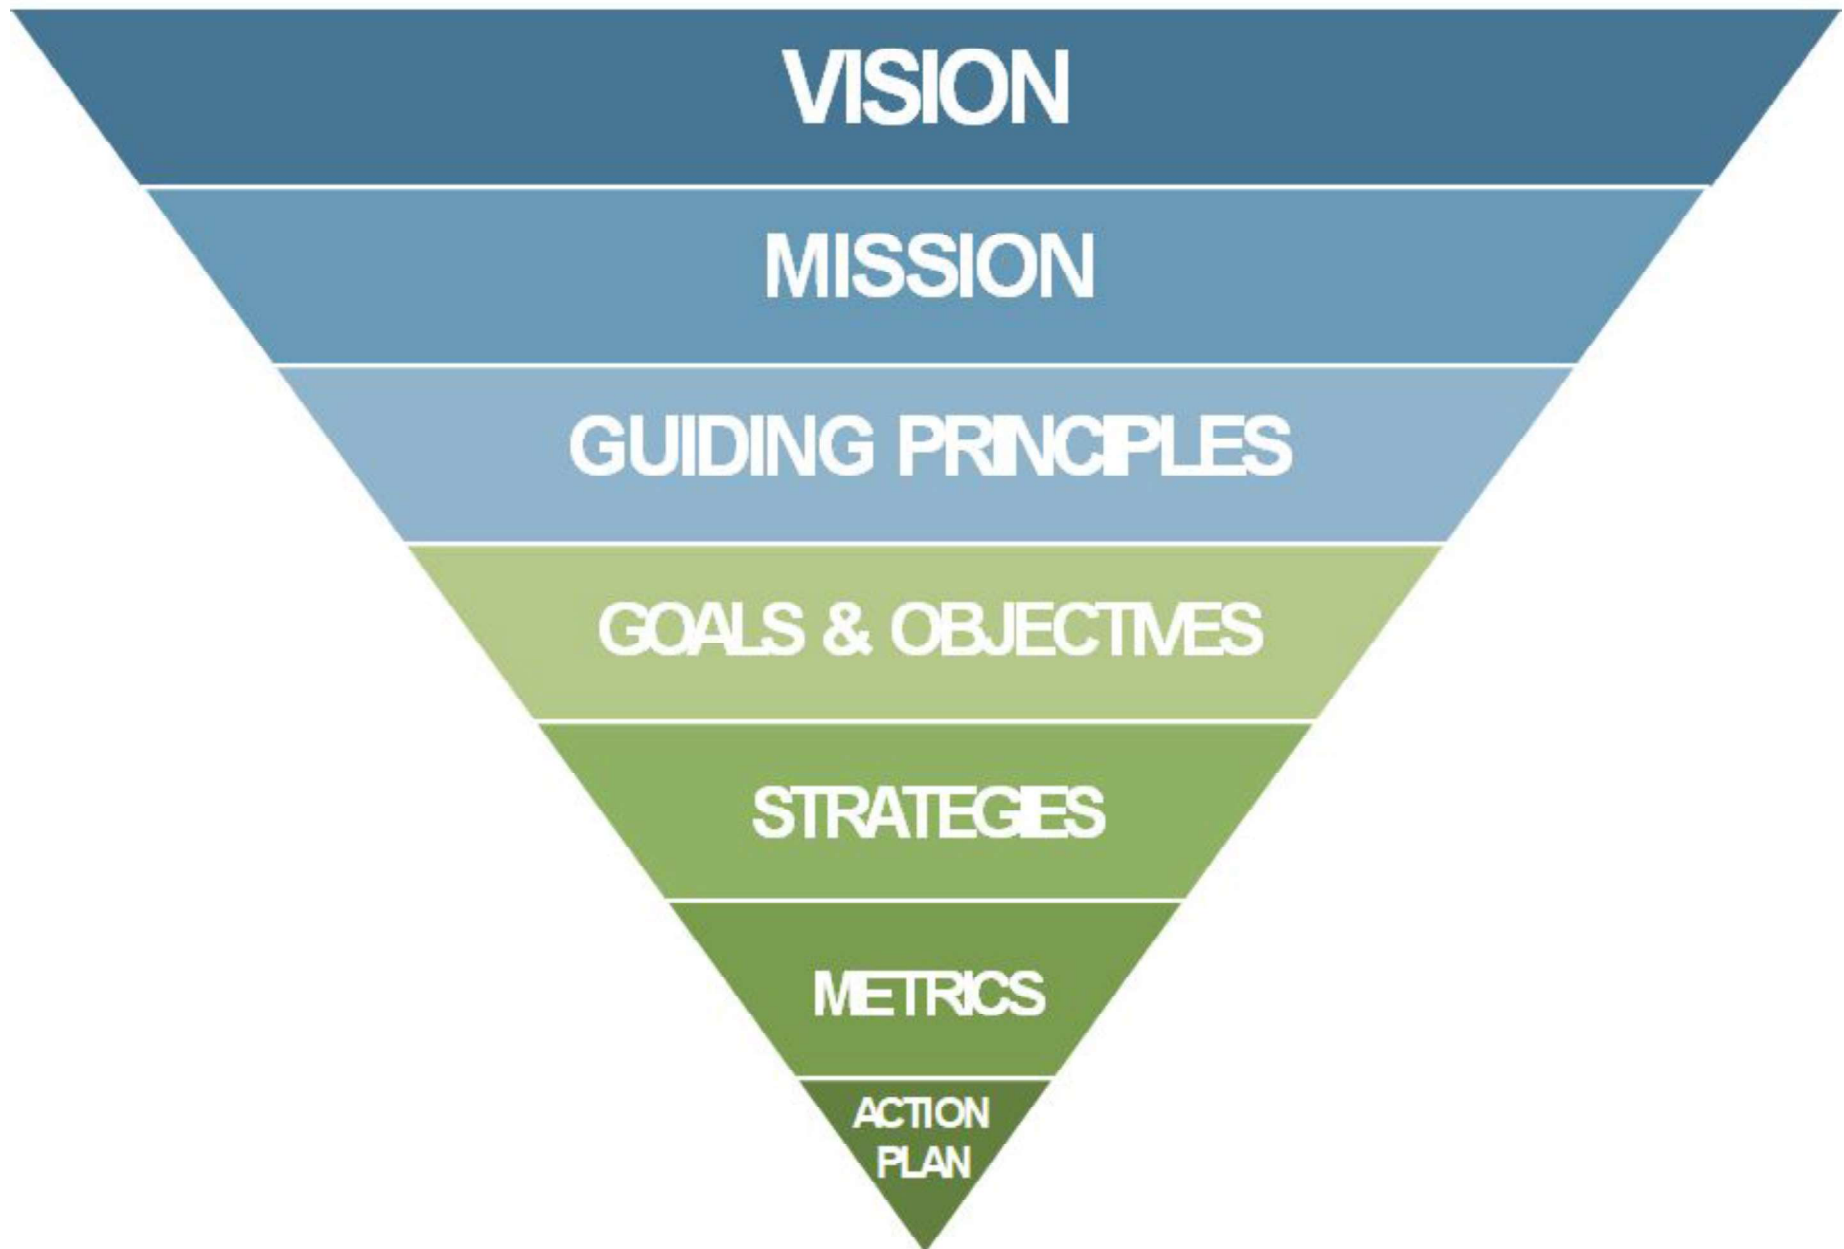 VISION
MISSION
GUIDING PRINCIPLES
GOALS & OBJECTIVES
STRATEGIES
METRICS
ACTION
PLAN